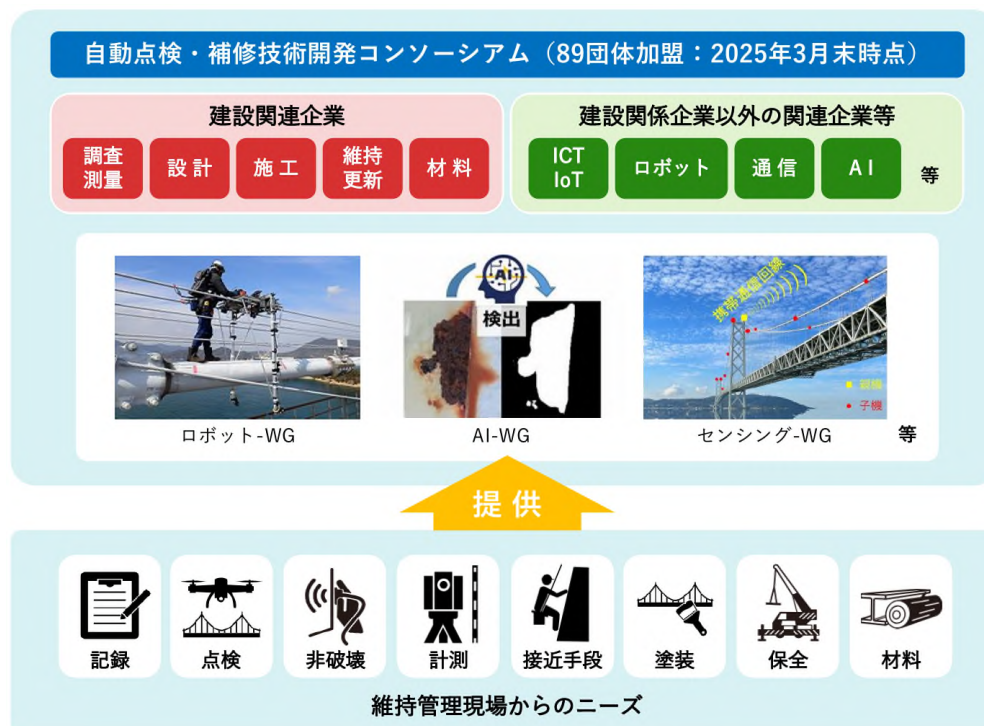 自動点検・補修技術開発コンソーシアム（89団体加盟：2025年3月末時点）
建設関連企業
調査
測量
設計
施工
維持
更新
材料
建設関係企業以外の関連企業等
ICT
IoT
ロボット
通信
AI
等
AI
検出
携帯通信回線
親機
子機
ロボット-WG
AI-WG
センシング-WG
等
提供
記録
点検
非破壊
計測
接近手段
塗装
保全
材料
維持管理現場からのニーズ